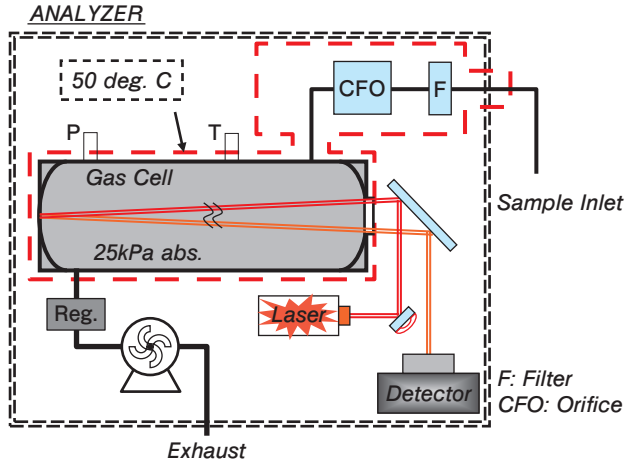 ANALYZER
50 deg. C
CFO
F
P
T
Gas Cell
Sample Inlet
25kPa abs.
Reg.
Laser
Detector
F: Filter
CFO: Orifice
Exhaust